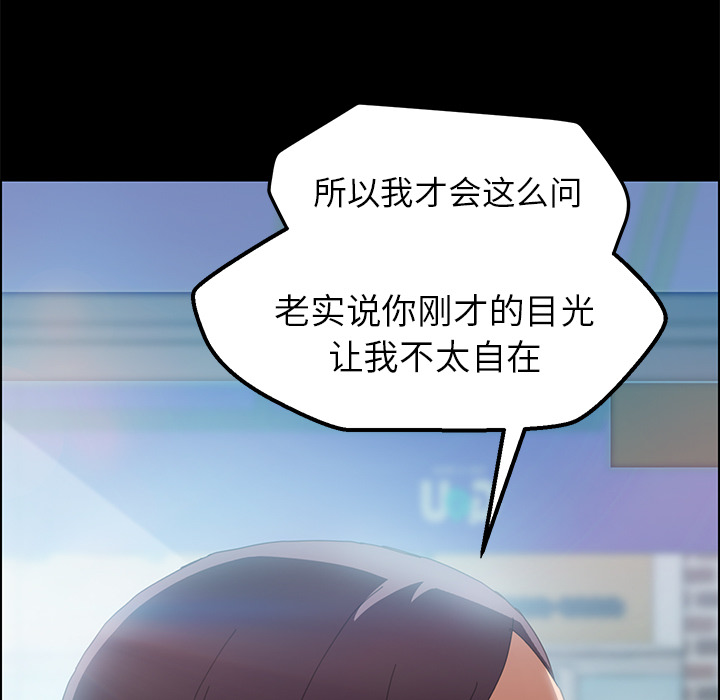 所以我才会这么问
老实说你刚才的目光
让我不太自在